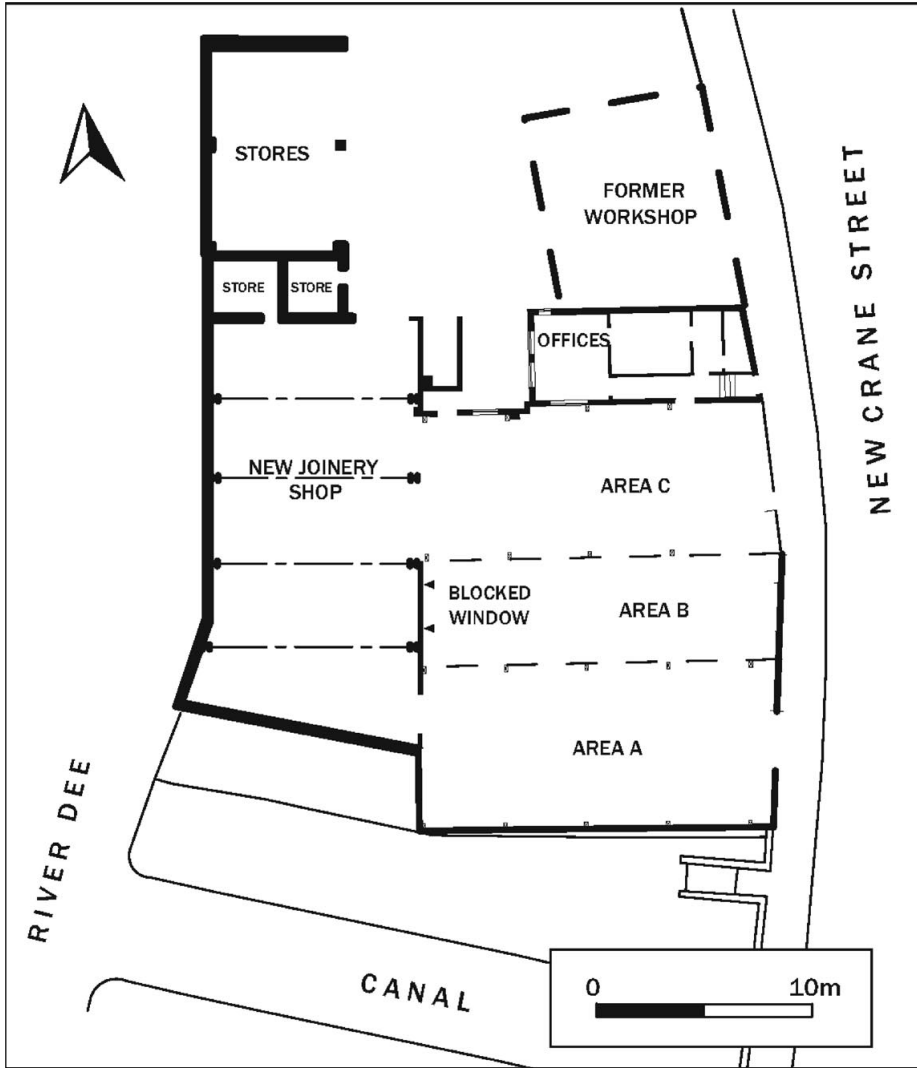 STORES
FORMER
WORKSHOP
NEW CRANE STREET
STORE
STORE
OFFICES
NEW JOINERY
SHOP
AREA C
BLOCKED
WINDOW
AREA B
AREA A
RIVER DEE
CANAL
0 10m